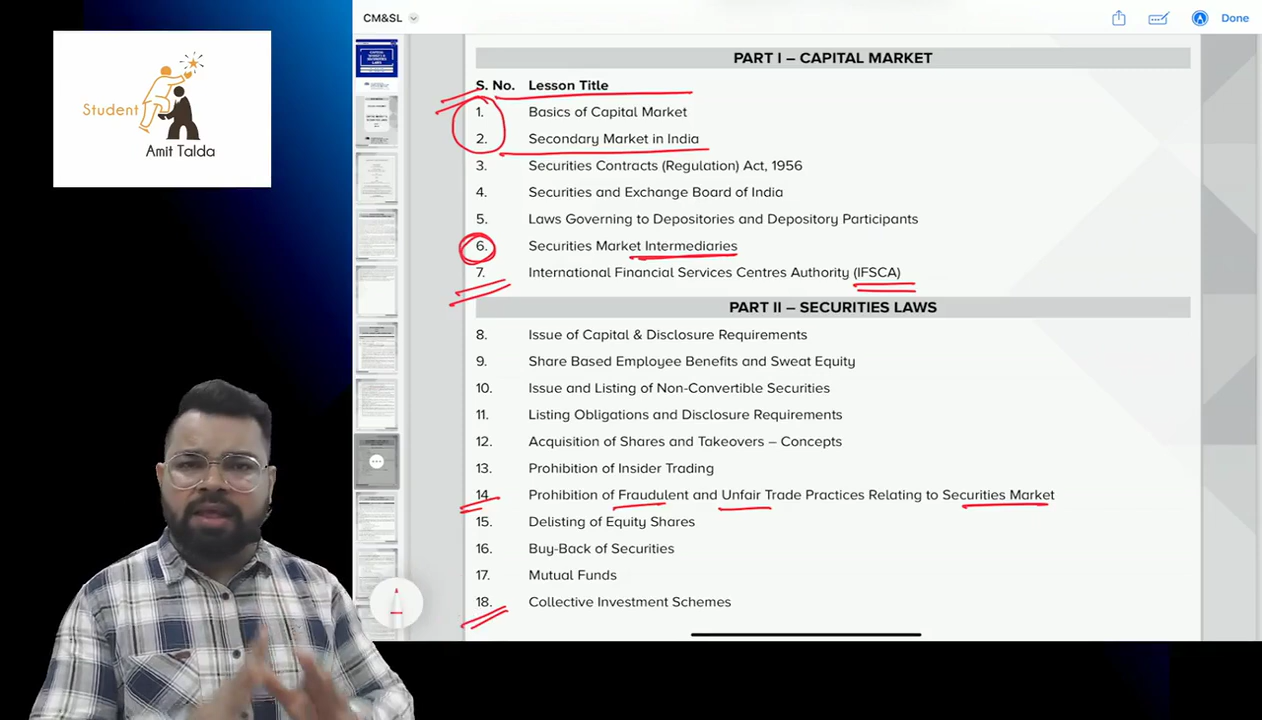 CM&SL
Done
Student
Amit Talda
PART I – CAPITAL MARKET
S. No. Lesson Title
1. Basics of Capital Market
2. Secondary Market in India
3. Securities Contracts (Regulation) Act, 1956
4. Securities and Exchange Board of India
5. Laws Governing to Depositories and Depository Participants
6. Securities Market Intermediaries
7. International Financial Services Centres Authority (IFSCA)
PART II – SECURITIES LAWS
8. Issue of Capital & Disclosure Requirements
9. Share Based Employee Benefits and Sweat Equity
10. Issue and Listing of Non-Convertible Securities
11. Listing Obligations and Disclosure Requirements
12. Acquisition of Shares and Takeovers – Concepts
13. Prohibition of Insider Trading
14. Prohibition of Fraudulent and Unfair Trade Practices Relating to Securities Market
15. Delisting of Equity Shares
16. Buy-Back of Securities
17. Mutual Funds
18. Collective Investment Schemes